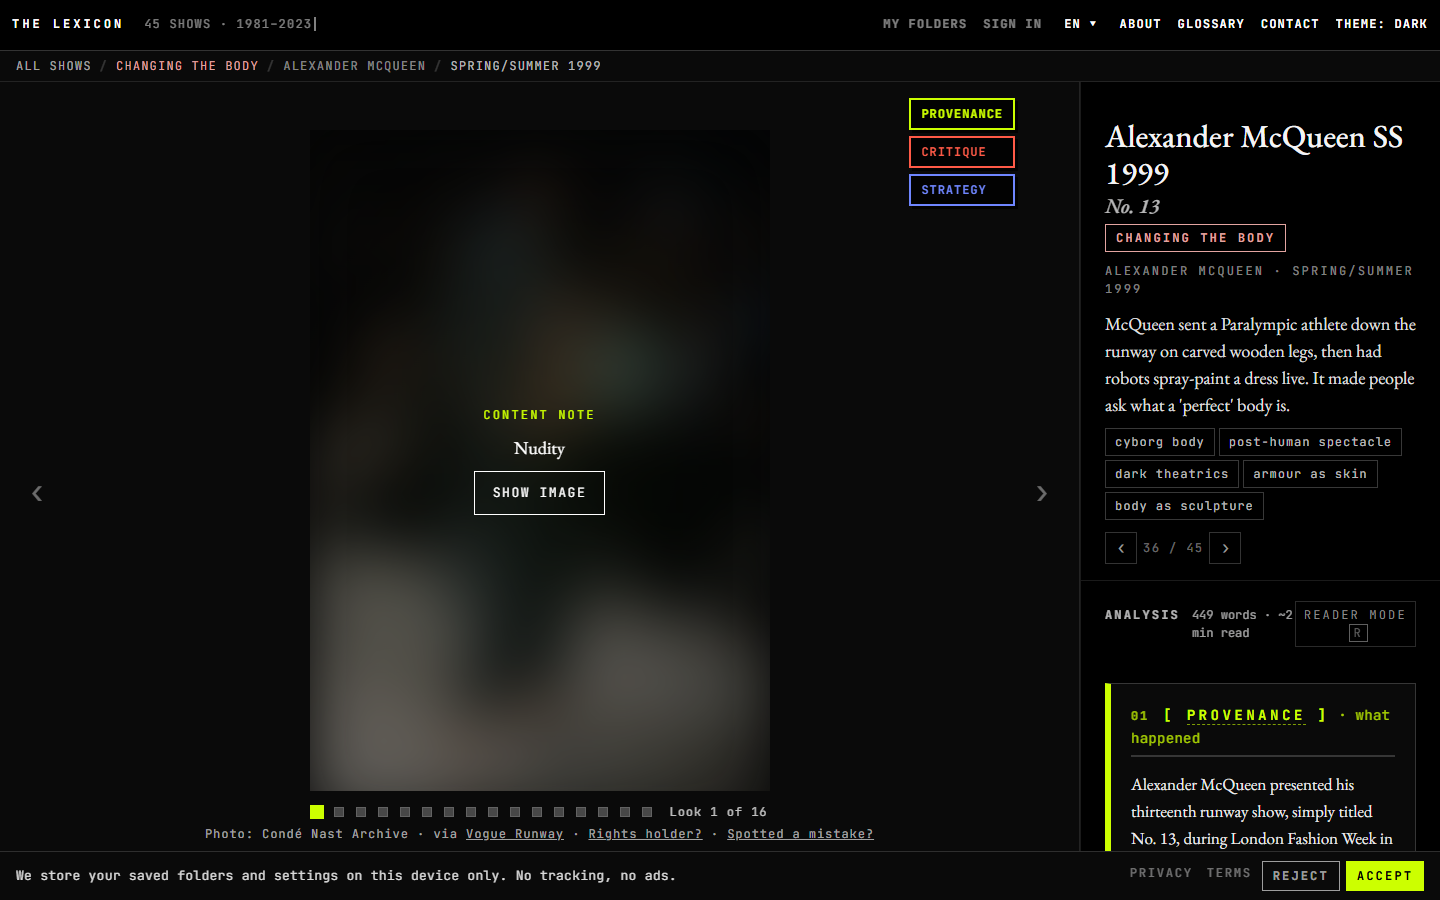 THE LEXICON
45 SHOWS · 1981–2023
MY FOLDERS SIGN IN EN ▼ ABOUT GLOSSARY CONTACT THEME: DARK
ALL SHOWS / CHANGING THE BODY / ALEXANDER MCQUEEN / SPRING/SUMMER 1999
PROVENANCE
CRITIQUE
STRATEGY
CONTENT NOTE
Nudity
SHOW IMAGE
‹
›
Look 1 of 16
Photo: Condé Nast Archive · via Vogue Runway · Rights holder? · Spotted a mistake?
Alexander McQueen SS
1999
No. 13
CHANGING THE BODY
ALEXANDER MCQUEEN · SPRING/SUMMER
1999
McQueen sent a Paralympic athlete down the
runway on carved wooden legs, then had
robots spray-paint a dress live. It made people
ask what a 'perfect' body is.
cyborg body post-human spectacle
dark theatrics armour as skin
body as sculpture
‹ 36 / 45 ›
ANALYSIS 449 words · ~2
min read
READER MODE
R
01 [ PROVENANCE ] · what
happened
Alexander McQueen presented his
thirteenth runway show, simply titled
No. 13, during London Fashion Week in
We store your saved folders and settings on this device only. No tracking, no ads.
PRIVACY TERMS REJECT ACCEPT